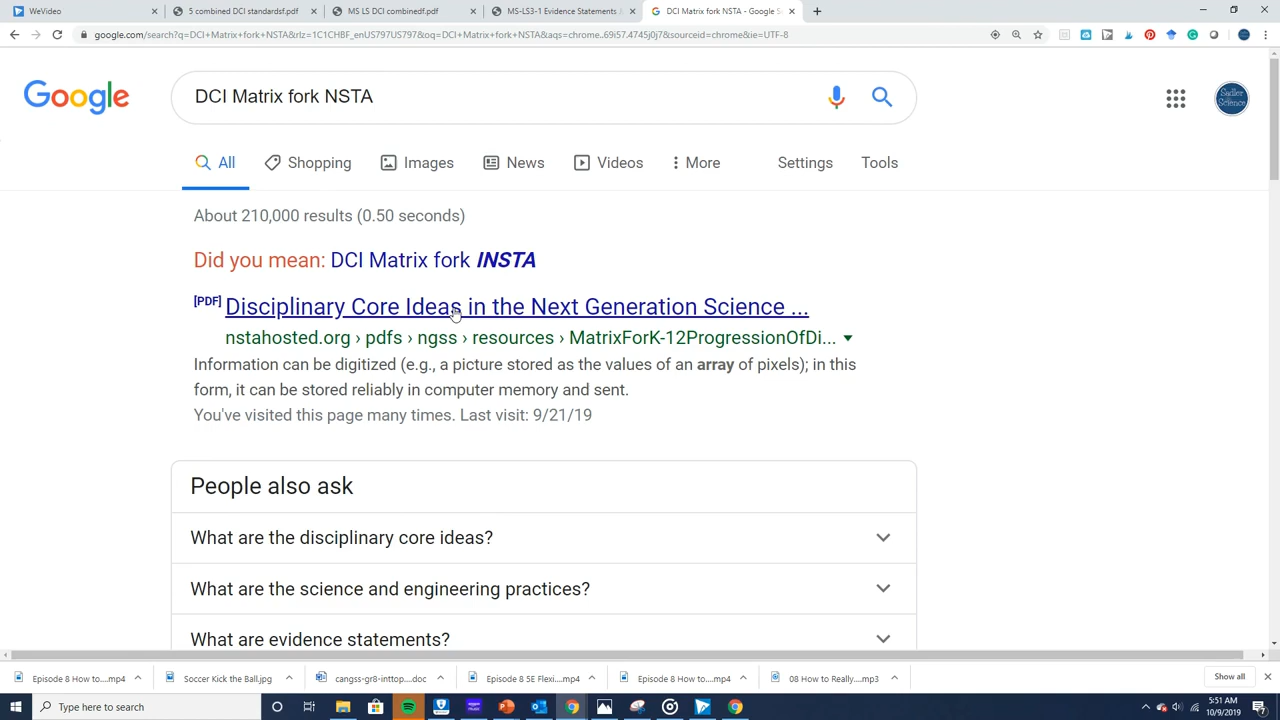 WeVideo
5 combined DCI standardsf.pdf
MS LS DCI combinedf.pdf
MS-LS3-1 Evidence Statements A
DCI Matrix fork NSTA - Google S
google.com/search?q=DCI+Matrix+fork+NSTA&rlz=1C1CHBF_enUS797US797&oq=DCI+Matrix+fork+NSTA&aqs=chrome..69i57.4745j0j7&sourceid=chrome&ie=UTF-8
Google
DCI Matrix fork NSTA
Sadler Science
All
Shopping
Images
News
Videos
More
Settings
Tools
About 210,000 results (0.50 seconds)
Did you mean: DCI Matrix fork INSTA
[PDF] Disciplinary Core Ideas in the Next Generation Science ...
nstahosted.org › pdfs › ngss › resources › MatrixForK-12ProgressionOfDi...
Information can be digitized (e.g., a picture stored as the values of an array of pixels); in this
form, it can be stored reliably in computer memory and sent.
You've visited this page many times. Last visit: 9/21/19
People also ask
What are the disciplinary core ideas?
What are the science and engineering practices?
What are evidence statements?
Episode 8 How to....mp4
Soccer Kick the Ball.jpg
cangss-gr8-inttop....doc
Episode 8 5E Flexi....mp4
Episode 8 How to....mp4
08 How to Really....mp3
Show all
Type here to search
5:51 AM
10/9/2019